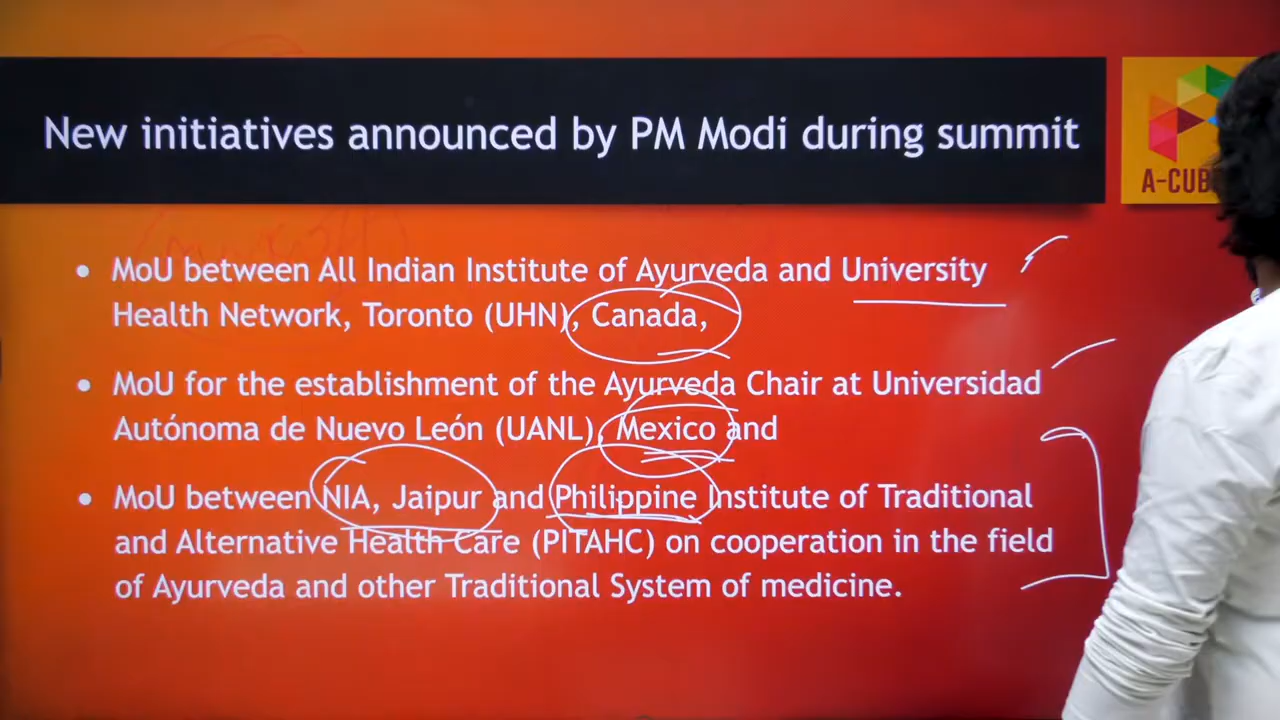 New initiatives announced by PM Modi during summit
A-CUB
• MoU between All Indian Institute of Ayurveda and University
Health Network, Toronto (UHN), Canada,
• MoU for the establishment of the Ayurveda Chair at Universidad
Autónoma de Nuevo León (UANL), Mexico and
• MoU between NIA, Jaipur and Philippine Institute of Traditional
and Alternative Health Care (PITAHC) on cooperation in the field
of Ayurveda and other Traditional System of medicine.